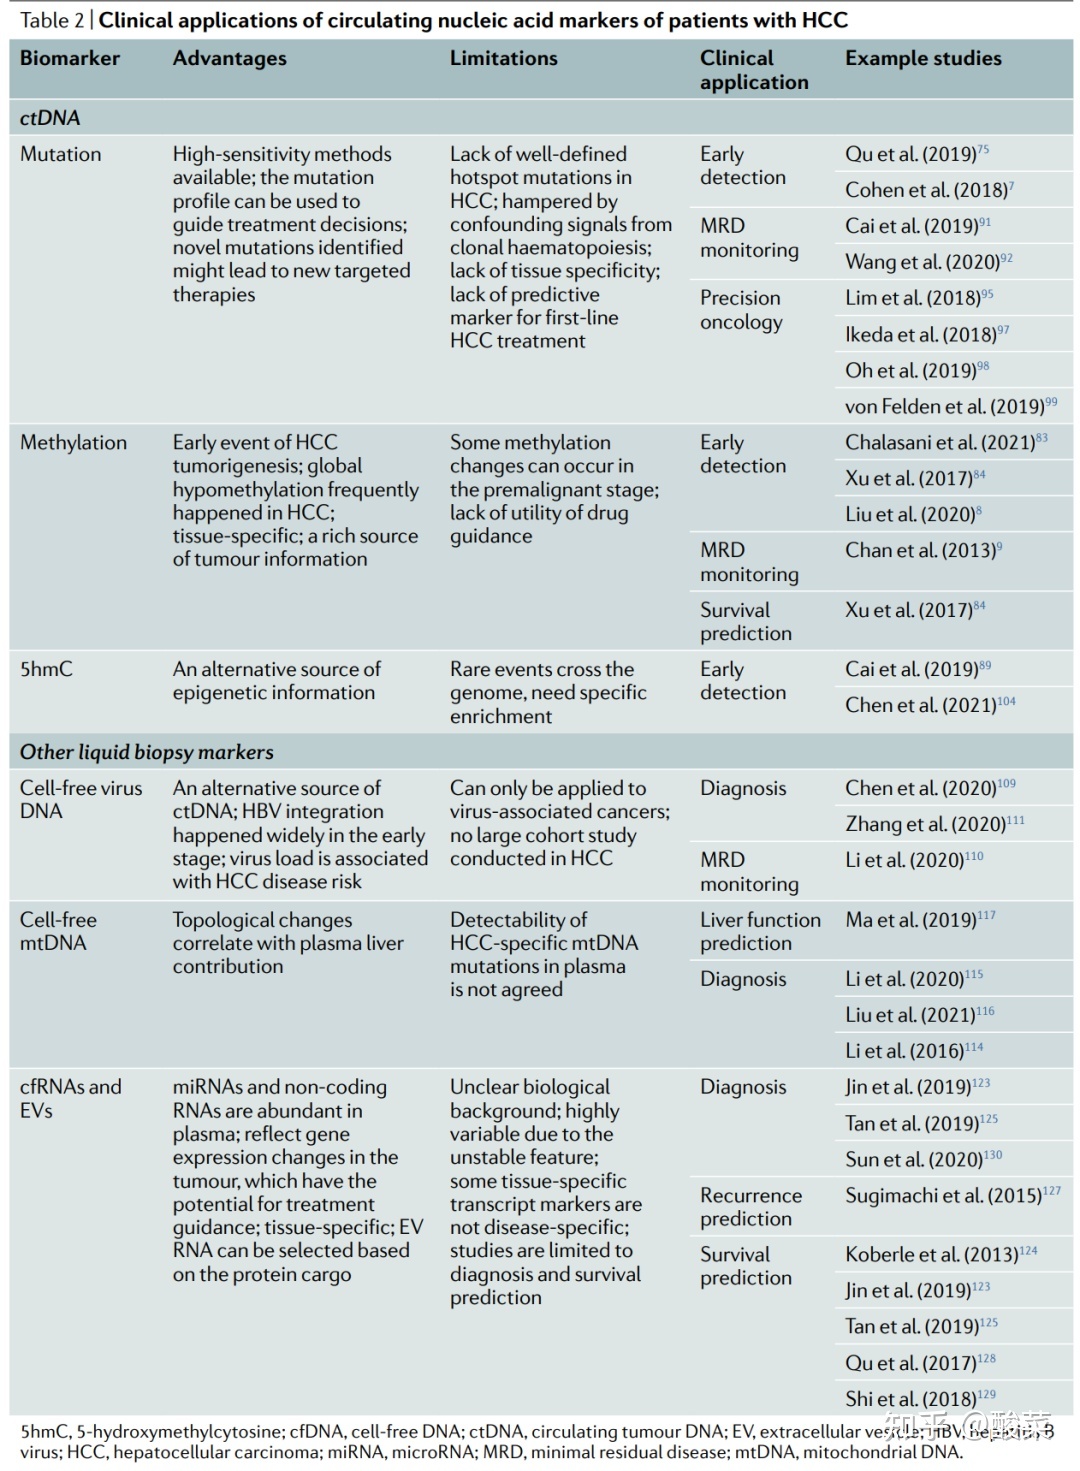 Table 2 | Clinical applications of circulating nucleic acid markers of patients with HCC
Biomarker Advantages Limitations Clinical application Example studies
ctDNA
Mutation
High-sensitivity methods
available; the mutation
profile can be used to
guide treatment decisions;
novel mutations identified
might lead to new targeted
therapies
Lack of well-defined
hotspot mutations in
HCC; hampered by
confounding signals from
clonal haematopoiesis;
lack of tissue specificity;
lack of predictive
marker for first-line
HCC treatment
Early
detection
Qu et al. (2019)75
Cohen et al. (2018)7
MRD
monitoring
Cai et al. (2019)91
Wang et al. (2020)92
Precision
oncology
Lim et al. (2018)95
Ikeda et al. (2018)97
Oh et al. (2019)98
von Felden et al. (2019)99
Methylation
Early event of HCC
tumorigenesis; global
hypomethylation frequently
happened in HCC;
tissue-specific; a rich source
of tumour information
Some methylation
changes can occur in
the premalignant stage;
lack of utility of drug
guidance
Early
detection
Chalasani et al. (2021)83
Xu et al. (2017)84
Liu et al. (2020)8
MRD
monitoring
Chan et al. (2013)9
Survival
prediction
Xu et al. (2017)84
5hmC
An alternative source of
epigenetic information
Rare events cross the
genome, need specific
enrichment
Early
detection
Cai et al. (2019)89
Chen et al. (2021)104
Other liquid biopsy markers
Cell-free virus
DNA
An alternative source of
ctDNA; HBV integration
happened widely in the early
stage; virus load is associated
with HCC disease risk
Can only be applied to
virus-associated cancers;
no large cohort study
conducted in HCC
Diagnosis
Chen et al. (2020)109
Zhang et al. (2020)111
MRD
monitoring
Li et al. (2020)110
Cell-free
mtDNA
Topological changes
correlate with plasma liver
contribution
Detectability of
HCC-specific mtDNA
mutations in plasma
is not agreed
Liver function
prediction
Ma et al. (2019)117
Diagnosis
Li et al. (2020)115
Liu et al. (2021)116
Li et al. (2016)114
cfRNAs and
EVs
miRNAs and non-coding
RNAs are abundant in
plasma; reflect gene
expression changes in the
tumour, which have the
potential for treatment
guidance; tissue-specific; EV
RNA can be selected based
on the protein cargo
Unclear biological
background; highly
variable due to the
unstable feature;
some tissue-specific
transcript markers are
not disease-specific;
studies are limited to
diagnosis and survival
prediction
Diagnosis
Jin et al. (2019)123
Tan et al. (2019)125
Sun et al. (2020)130
Recurrence
prediction
Sugimachi et al. (2015)127
Survival
prediction
Koberle et al. (2013)124
Jin et al. (2019)123
Tan et al. (2019)125
Qu et al. (2017)128
Shi et al. (2018)129
5hmC, 5-hydroxymethylcytosine; cfDNA, cell-free DNA; ctDNA, circulating tumour DNA; EV, extracellular vesicle; HBV, hepatitis B
virus; HCC, hepatocellular carcinoma; miRNA, microRNA; MRD, minimal residual disease; mtDNA, mitochondrial DNA.
知乎 @酸菜